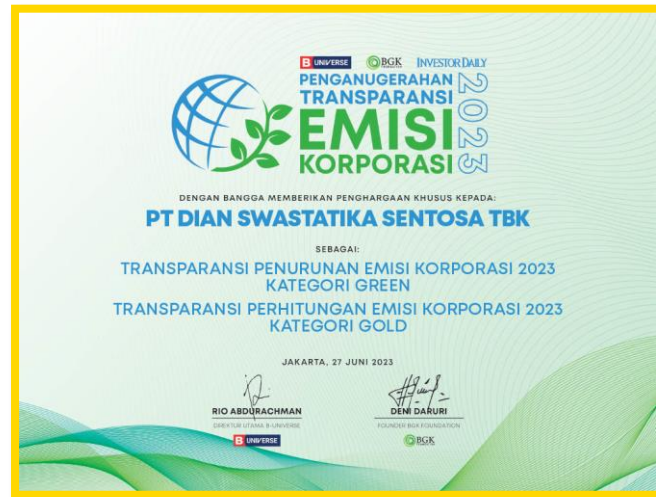 B UNIVERSE BGK INVESTOR DAILY
PENGANUGERAHAN
TRANSPARANSI
EMISI
KORPORASI
2023
DENGAN BANGGA MEMBERIKAN PENGHARGAAN KHUSUS KEPADA:
PT DIAN SWASTATIKA SENTOSA TBK
SEBAGAI:
TRANSPARANSI PENURUNAN EMISI KORPORASI 2023
KATEGORI GREEN
TRANSPARANSI PERHITUNGAN EMISI KORPORASI 2023
KATEGORI GOLD
JAKARTA, 27 JUNI 2023
RIO ABDURACHMAN DENI DARURI
DIREKTUR UTAMA B-UNIVERSE FOUNDER BGK FOUNDATION
B UNIVERSE BGK